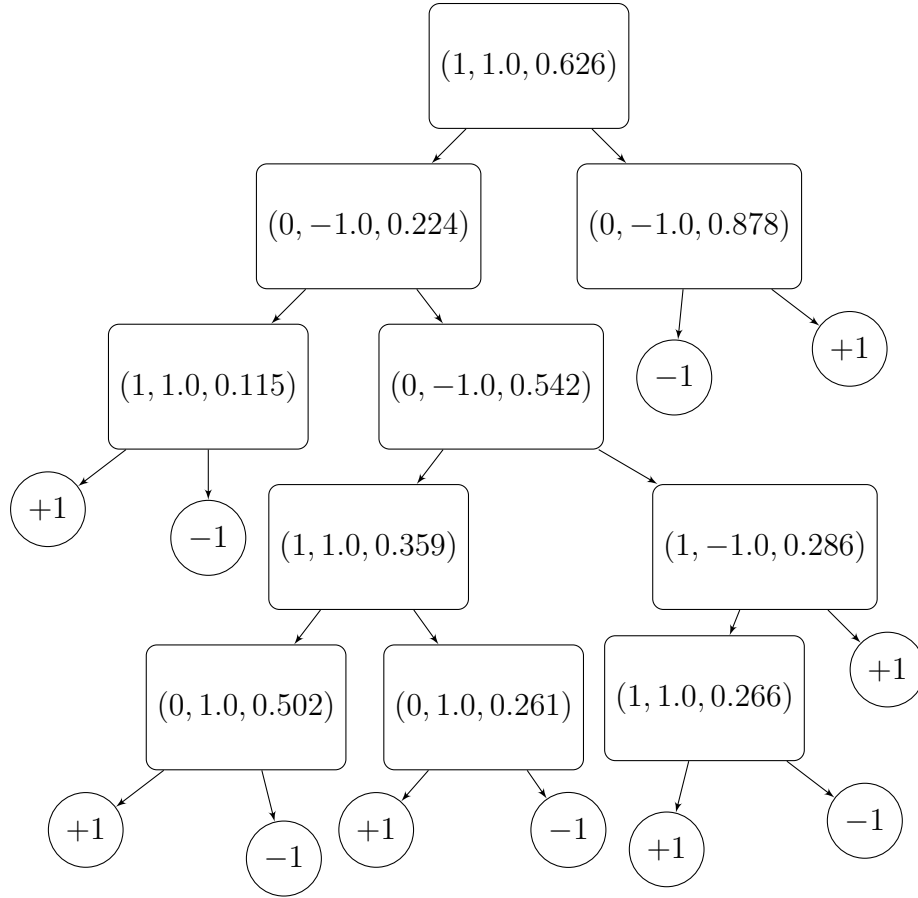 (1, 1.0, 0.626)
(0, −1.0, 0.224)
(0, −1.0, 0.878)
(1, 1.0, 0.115)
(0, −1.0, 0.542)
−1
+1
+1
−1
(1, 1.0, 0.359)
(1, −1.0, 0.286)
(0, 1.0, 0.502)
(0, 1.0, 0.261)
(1, 1.0, 0.266)
+1
+1
−1
+1
−1
+1
−1